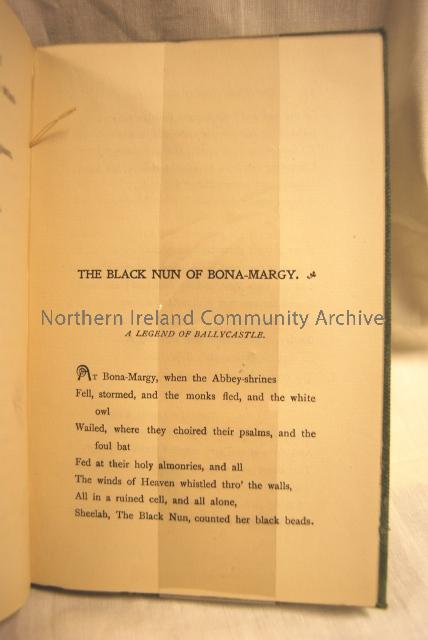 THE BLACK NUN OF BONA-MARGY.
Northern Ireland Community Archive
A LEGEND OF BALLYCASTLE.
AT Bona-Margy, when the Abbey-shrines
Fell, stormed, and the monks fled, and the white
owl
Wailed, where they choired their psalms, and the
foul bat
Fed at their holy almonries, and all
The winds of Heaven whistled thro' the walls,
All in a ruined cell, and all alone,
Sheelah, The Black Nun, counted her black beads.